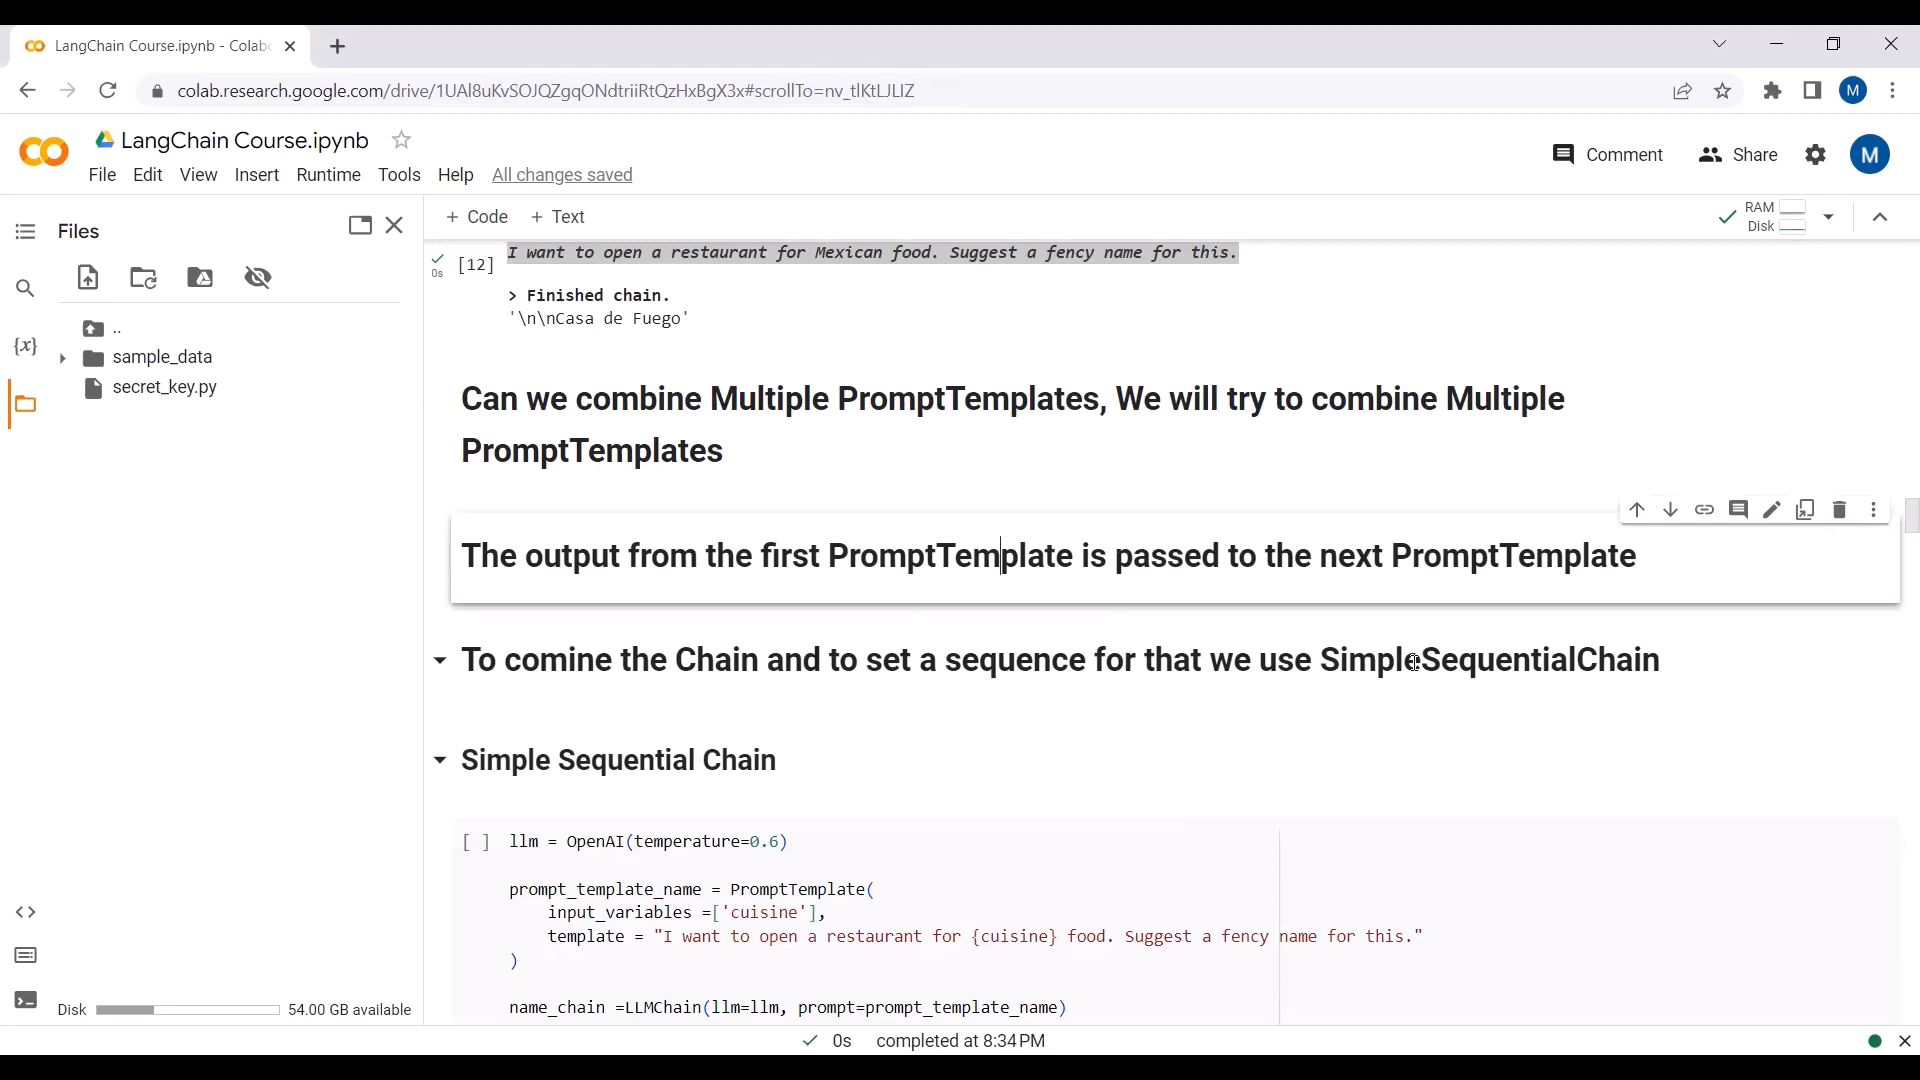 LangChain Course.ipynb - Colab
colab.research.google.com/drive/1UAl8uKvSOJQZgqONdtriiRtQzHxBgX3x#scrollTo=nv_tlKtLJLIZ
M
LangChain Course.ipynb
File Edit View Insert Runtime Tools Help All changes saved
Comment Share M
Files
+ Code + Text
RAM
Disk
..
sample_data
secret_key.py
{x}
0s [12] I want to open a restaurant for Mexican food. Suggest a fency name for this.
> Finished chain.
'\n\nCasa de Fuego'
Can we combine Multiple PromptTemplates, We will try to combine Multiple
PromptTemplates
The output from the first PromptTemplate is passed to the next PromptTemplate
To comine the Chain and to set a sequence for that we use SimpleSequentialChain
Simple Sequential Chain
[ ] llm = OpenAI(temperature=0.6)
prompt_template_name = PromptTemplate(
input_variables =['cuisine'],
template = "I want to open a restaurant for {cuisine} food. Suggest a fency name for this."
)
name_chain =LLMChain(llm=llm, prompt=prompt_template_name)
Disk 54.00 GB available
0s completed at 8:34 PM